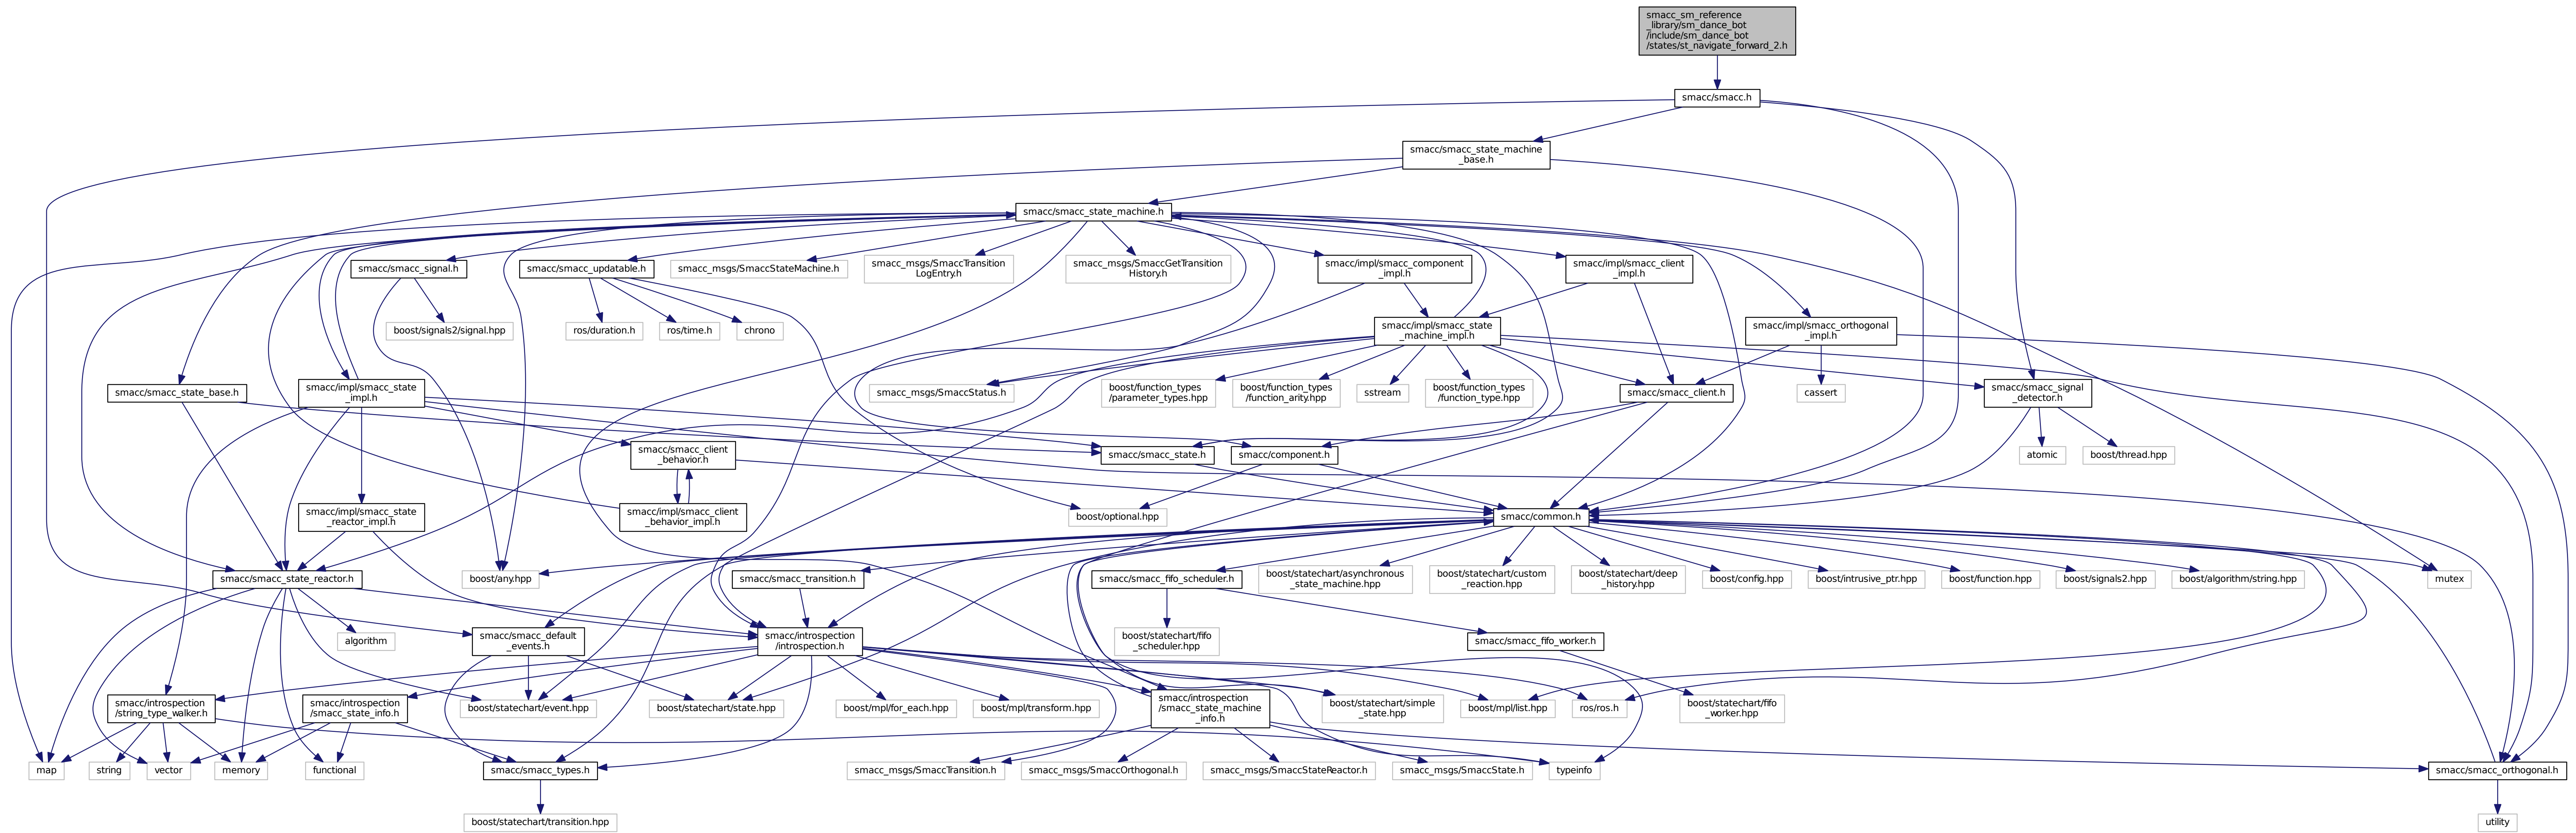 smacc_sm_reference
_library/sm_dance_bot
/include/sm_dance_bot
/states/st_navigate_forward_2.h
smacc/smacc.h
smacc/smacc_state_machine
_base.h
smacc/smacc_state_machine.h
smacc/smacc_signal.h
smacc/smacc_updatable.h
smacc_msgs/SmaccStateMachine.h
smacc_msgs/SmaccTransition
LogEntry.h
smacc_msgs/SmaccGetTransition
History.h
smacc/impl/smacc_component
_impl.h
smacc/impl/smacc_client
_impl.h
boost/signals2/signal.hpp
ros/duration.h
ros/time.h
chrono
smacc/impl/smacc_state
_machine_impl.h
smacc/impl/smacc_orthogonal
_impl.h
smacc/smacc_state_base.h
smacc/impl/smacc_state
_impl.h
smacc_msgs/SmaccStatus.h
boost/function_types
/parameter_types.hpp
boost/function_types
/function_arity.hpp
sstream
boost/function_types
/function_type.hpp
smacc/smacc_client.h
cassert
smacc/smacc_signal
_detector.h
smacc/smacc_client
_behavior.h
smacc/smacc_state.h
smacc/component.h
atomic
boost/thread.hpp
smacc/impl/smacc_state
_reactor_impl.h
smacc/impl/smacc_client
_behavior_impl.h
boost/optional.hpp
smacc/common.h
smacc/smacc_state_reactor.h
boost/any.hpp
smacc/smacc_transition.h
smacc/smacc_fifo_scheduler.h
boost/statechart/asynchronous
_state_machine.hpp
boost/statechart/custom
_reaction.hpp
boost/statechart/deep
_history.hpp
boost/config.hpp
boost/intrusive_ptr.hpp
boost/function.hpp
boost/signals2.hpp
boost/algorithm/string.hpp
mutex
algorithm
smacc/smacc_default
_events.h
smacc/introspection
/introspection.h
boost/statechart/fifo
_scheduler.hpp
smacc/smacc_fifo_worker.h
smacc/introspection
/string_type_walker.h
smacc/introspection
/smacc_state_info.h
boost/statechart/event.hpp
boost/statechart/state.hpp
boost/mpl/for_each.hpp
boost/mpl/transform.hpp
smacc/introspection
/smacc_state_machine
_info.h
boost/statechart/simple
_state.hpp
boost/mpl/list.hpp
ros/ros.h
boost/statechart/fifo
_worker.hpp
map
string
vector
memory
functional
smacc/smacc_types.h
smacc_msgs/SmaccTransition.h
smacc_msgs/SmaccOrthogonal.h
smacc_msgs/SmaccStateReactor.h
smacc_msgs/SmaccState.h
typeinfo
smacc/smacc_orthogonal.h
boost/statechart/transition.hpp
utility